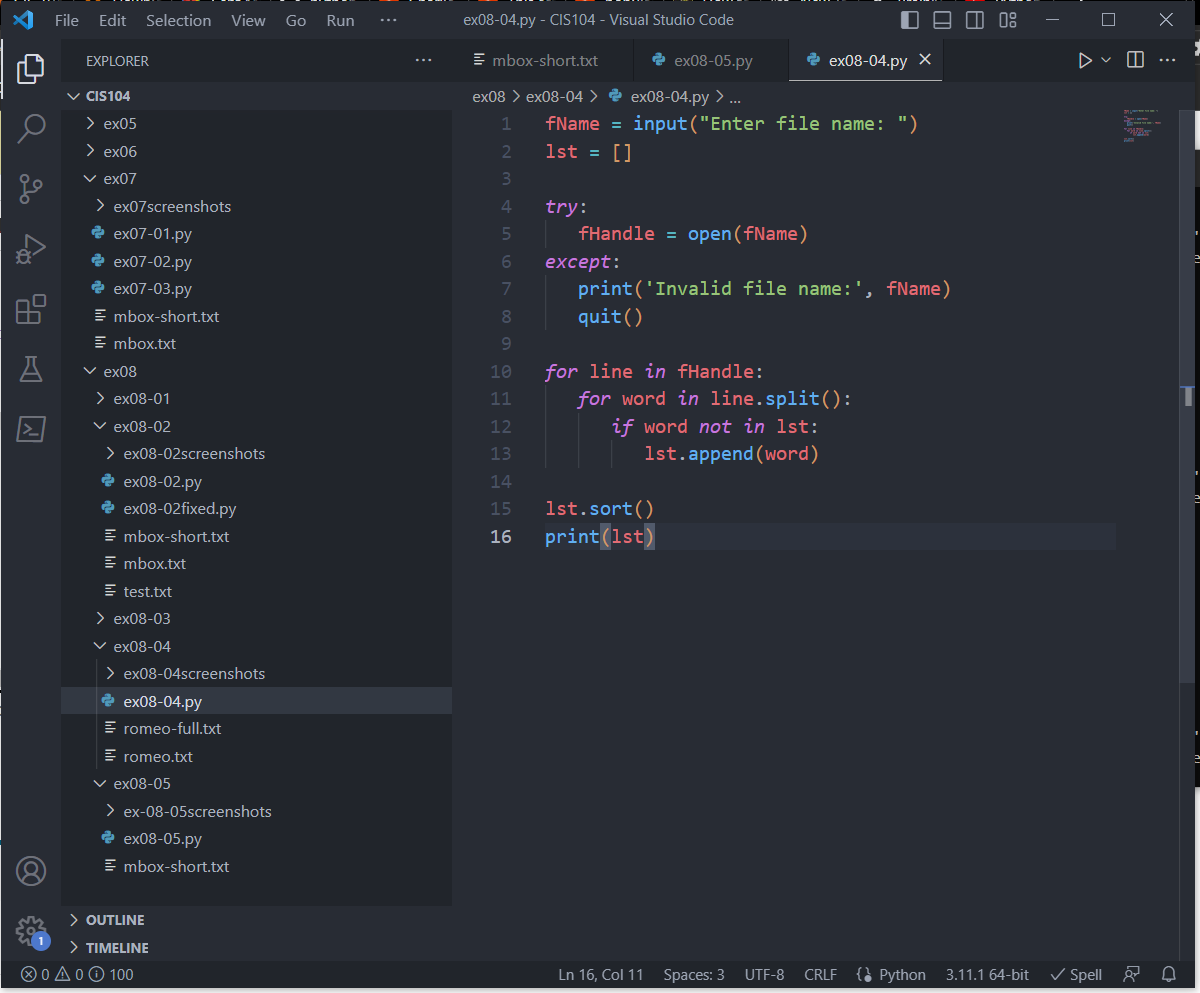 File Edit Selection View Go Run ··· ex08-04.py - CIS104 - Visual Studio Code
EXPLORER ···
mbox-short.txt ex08-05.py ex08-04.py
CIS104
ex05
ex06
ex07
ex07screenshots
ex07-01.py
ex07-02.py
ex07-03.py
mbox-short.txt
mbox.txt
ex08
ex08-01
ex08-02
ex08-02screenshots
ex08-02.py
ex08-02fixed.py
mbox-short.txt
mbox.txt
test.txt
ex08-03
ex08-04
ex08-04screenshots
ex08-04.py
romeo-full.txt
romeo.txt
ex08-05
ex-08-05screenshots
ex08-05.py
mbox-short.txt
OUTLINE
TIMELINE
ex08 > ex08-04 > ex08-04.py > ...
1 fName = input("Enter file name: ")
2 lst = []
3
4 try:
5 fHandle = open(fName)
6 except:
7 print('Invalid file name:', fName)
8 quit()
9
10 for line in fHandle:
11 for word in line.split():
12 if word not in lst:
13 lst.append(word)
14
15 lst.sort()
16 print(lst)
1
0 0 100 Ln 16, Col 11 Spaces: 3 UTF-8 CRLF Python 3.11.1 64-bit Spell